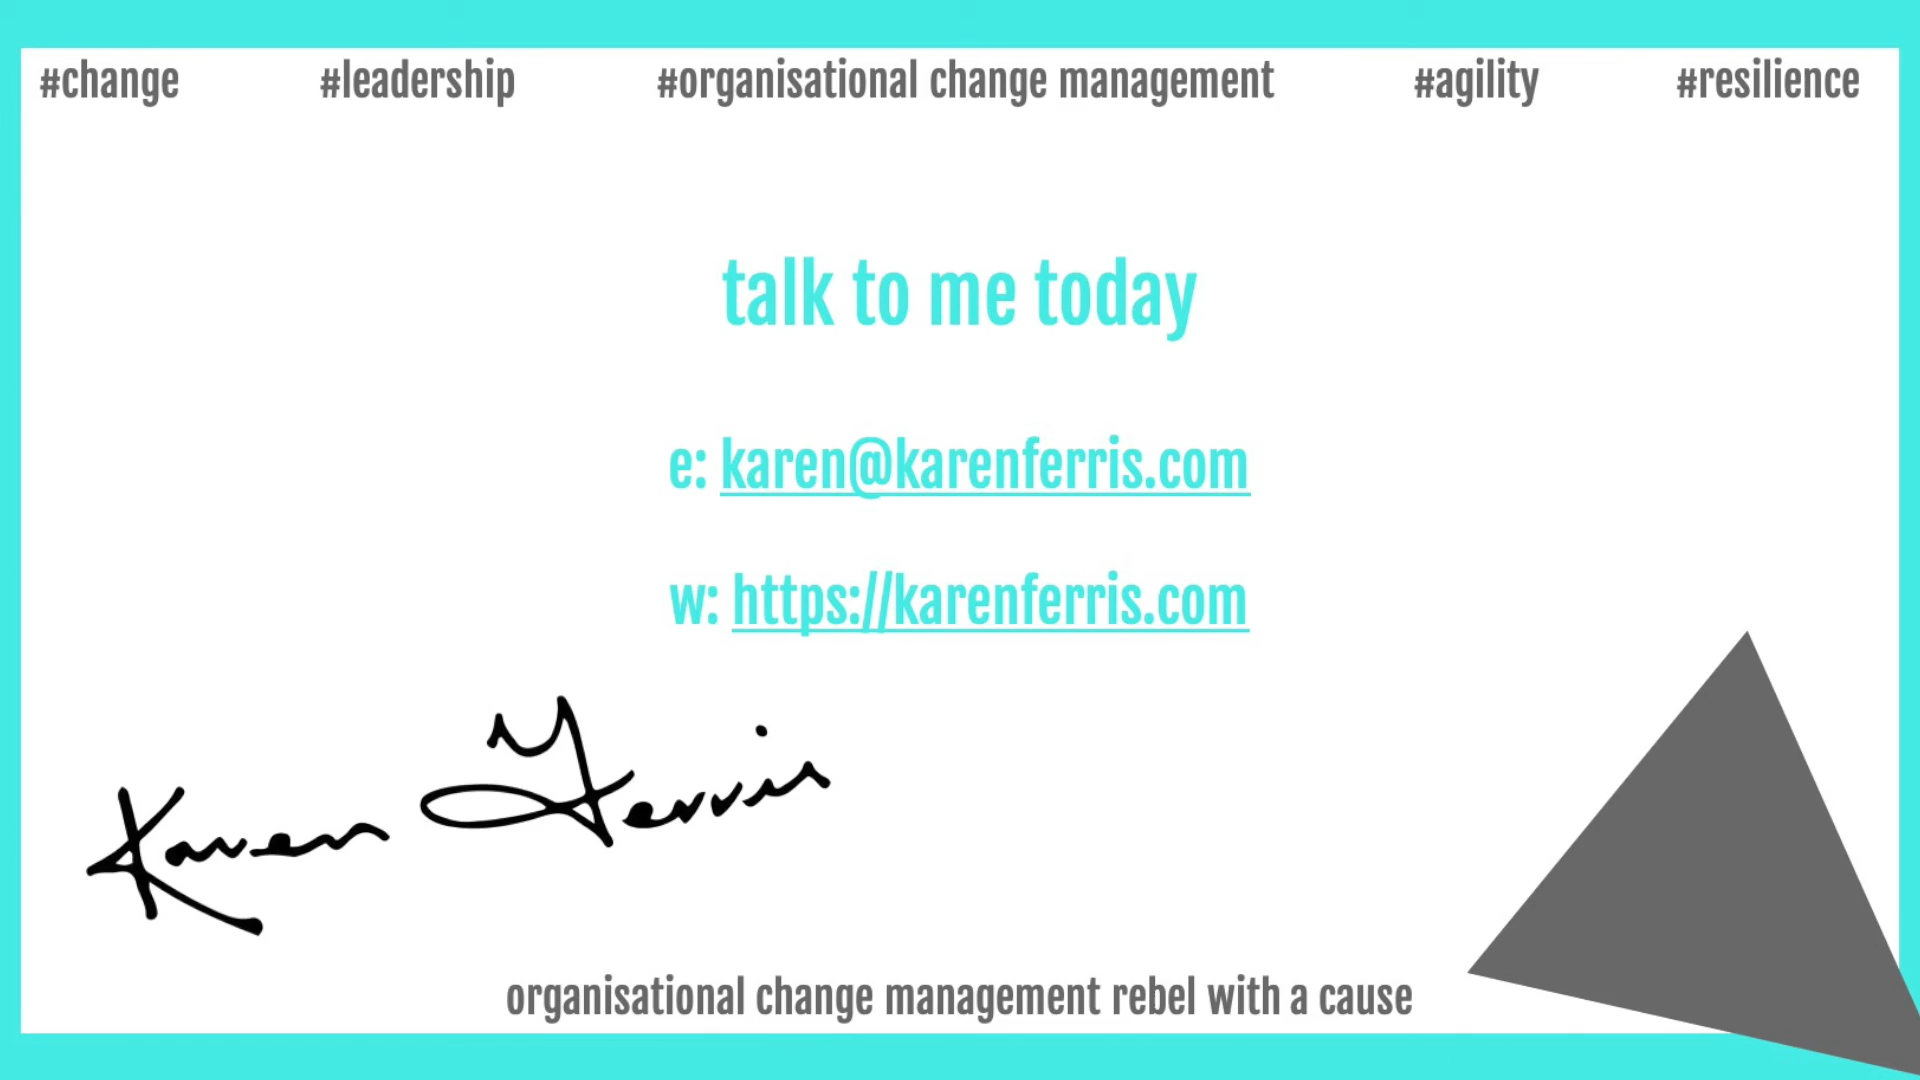 #change #leadership #organisational change management #agility #resilience
talk to me today
e: karen@karenferris.com
w: https://karenferris.com
Karen Ferris
organisational change management rebel with a cause